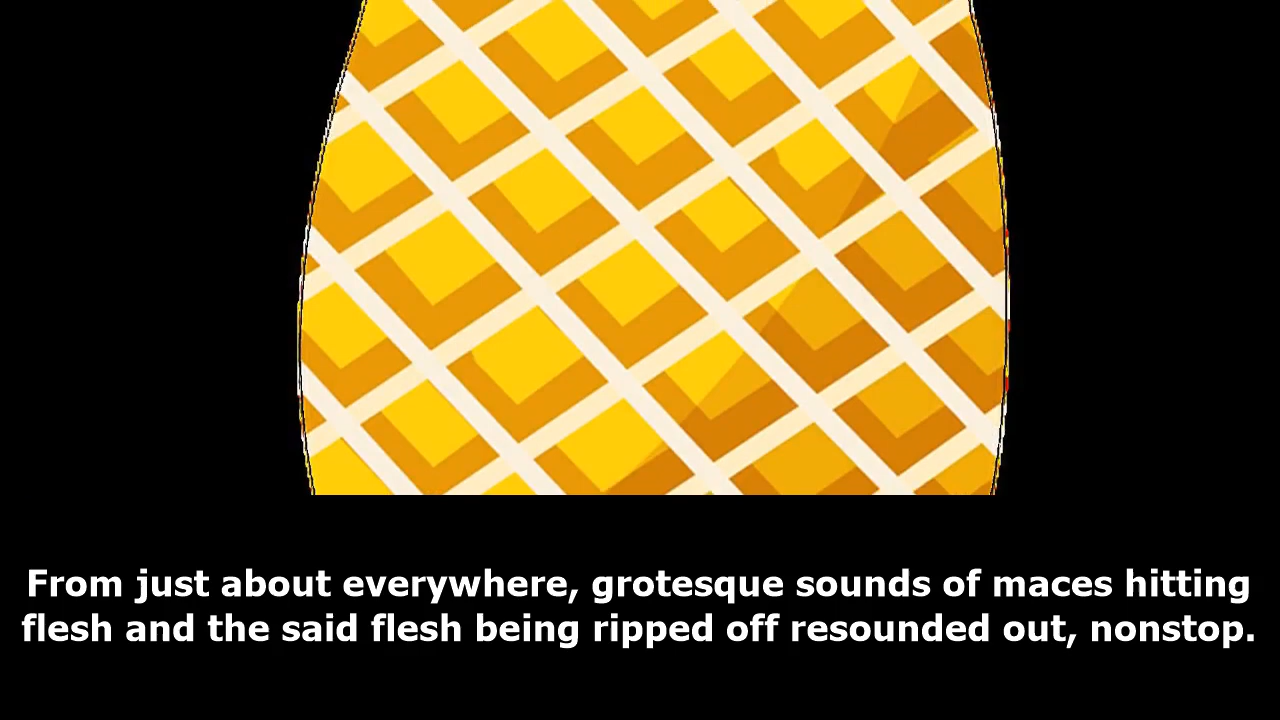 From just about everywhere, grotesque sounds of maces hitting
flesh and the said flesh being ripped off resounded out, nonstop.